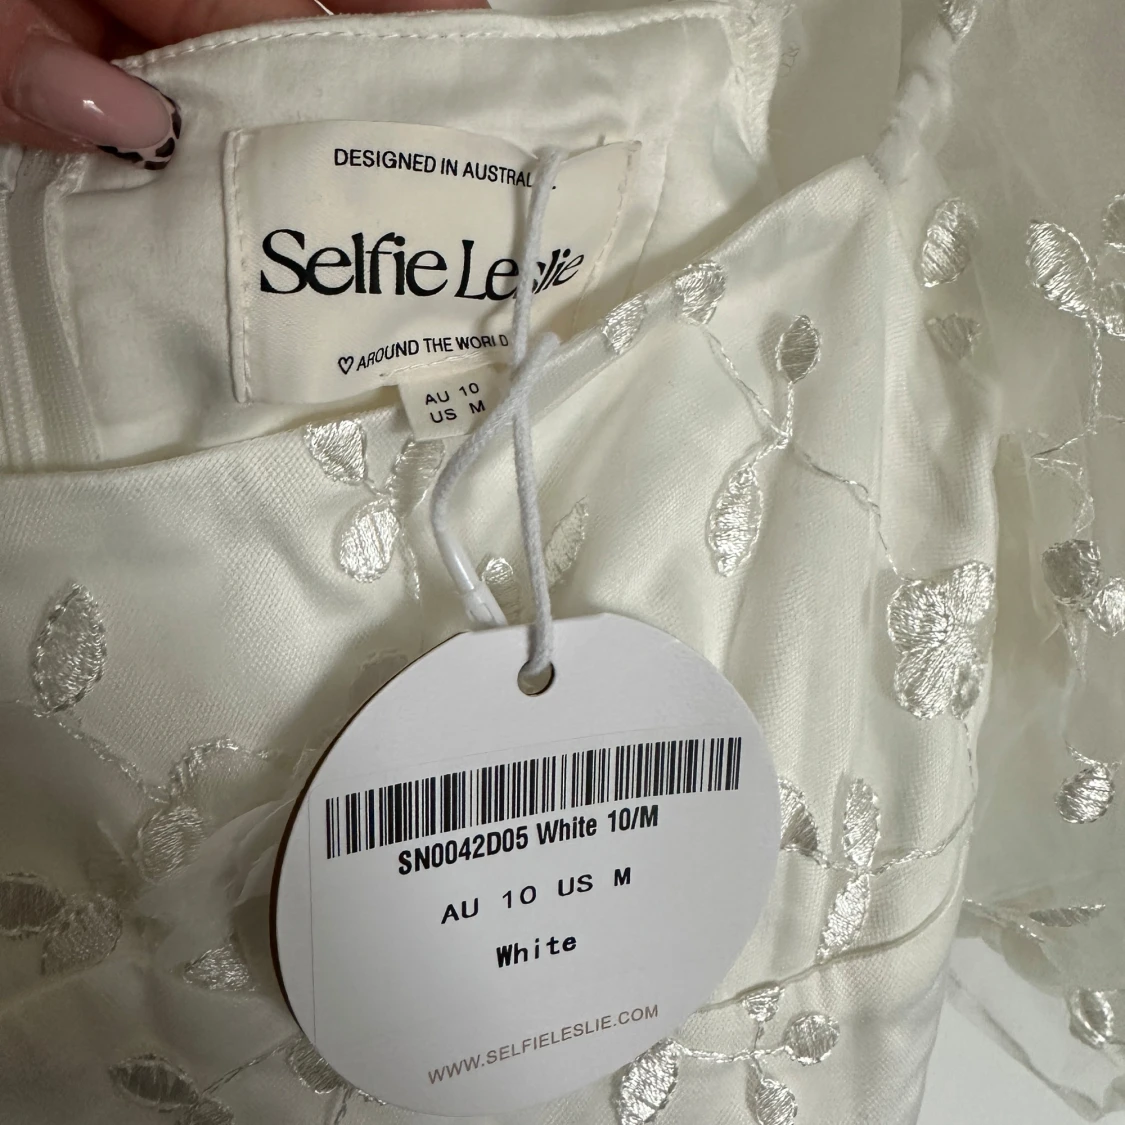 DESIGNED IN AUSTRAL
Selfie Leslie
♡ AROUND THE WORLD
AU 10
US M
SN0042D05 White 10/M
AU 10 US M
White
WWW.SELFIELESLIE.COM